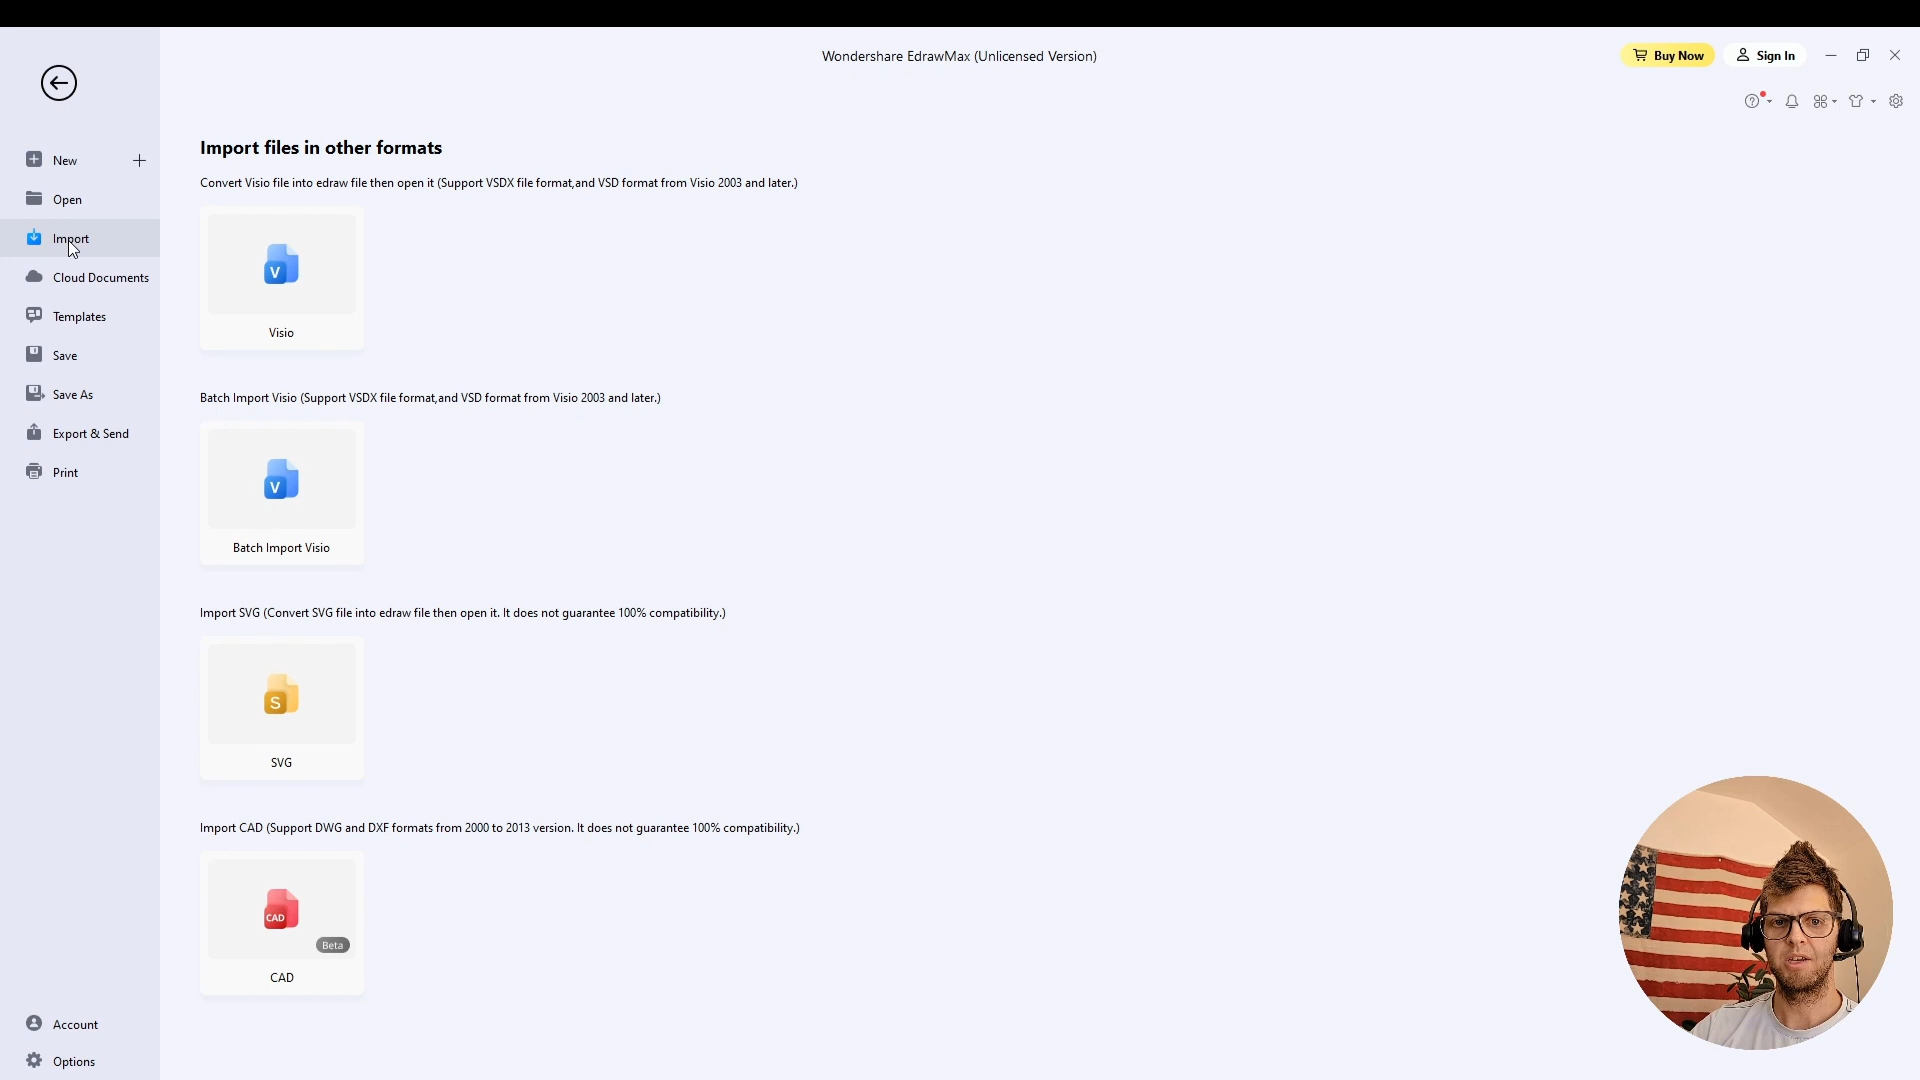 Wondershare EdrawMax (Unlicensed Version)
Buy Now
Sign In
New
Open
Import
Cloud Documents
Templates
Save
Save As
Export & Send
Print
Account
Options
Import files in other formats
Convert Visio file into edraw file then open it (Support VSDX file format,and VSD format from Visio 2003 and later.)
V
Visio
Batch Import Visio (Support VSDX file format,and VSD format from Visio 2003 and later.)
V
Batch Import Visio
Import SVG (Convert SVG file into edraw file then open it. It does not guarantee 100% compatibility.)
S
SVG
Import CAD (Support DWG and DXF formats from 2000 to 2013 version. It does not guarantee 100% compatibility.)
CAD
Beta
CAD